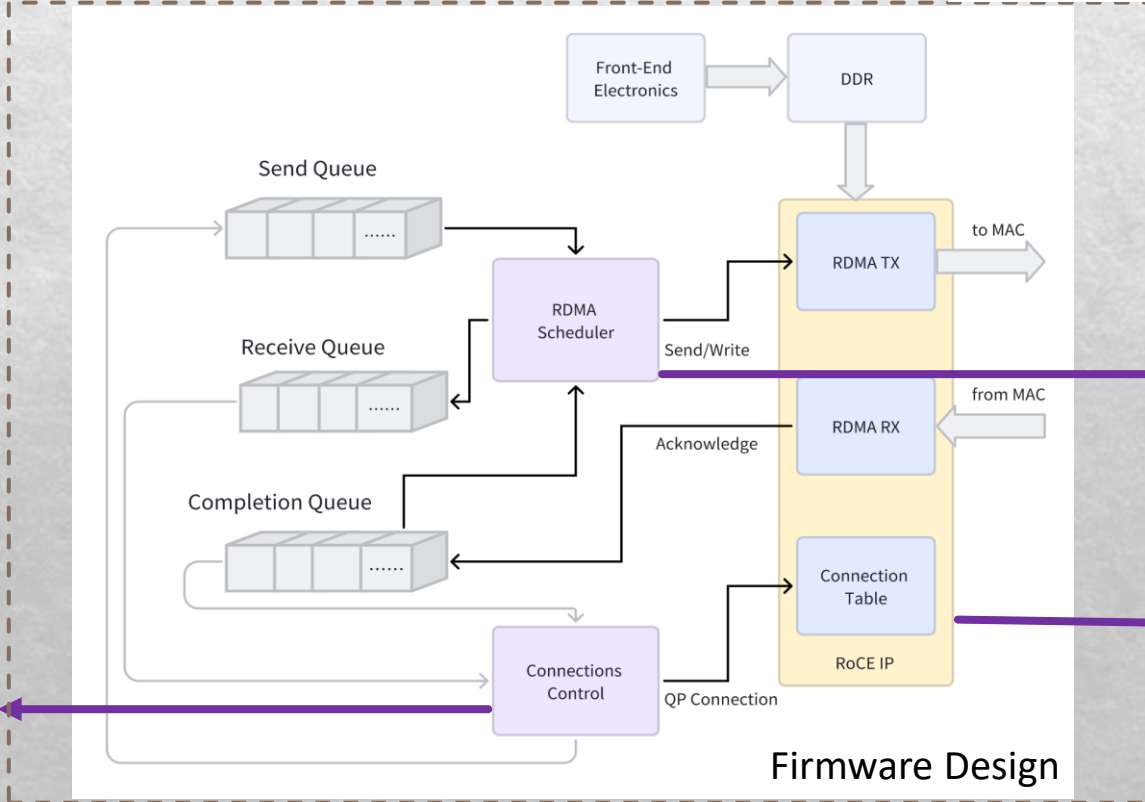 Front-End
Electronics
DDR
Send Queue
......
to MAC
RDMA TX
RDMA
Scheduler
Receive Queue
Send/Write
......
from MAC
RDMA RX
Acknowledge
Completion Queue
......
Connection
Table
RoCE IP
Connections
Control
QP Connection
Firmware Design